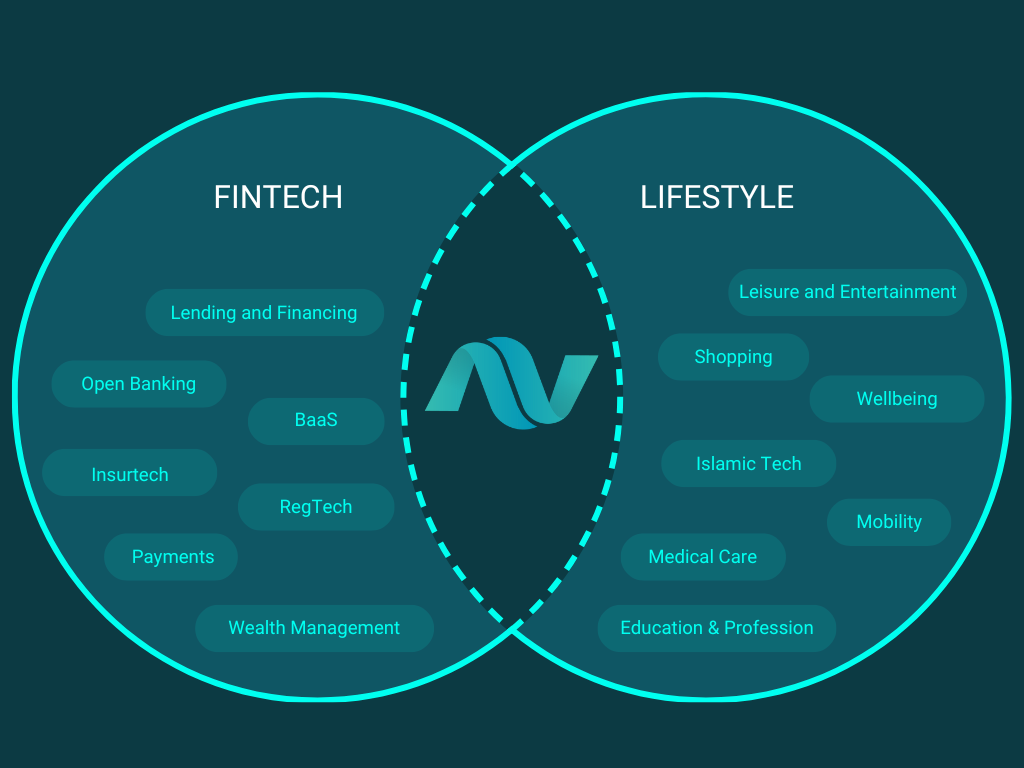 FINTECH
Lending and Financing
Open Banking
BaaS
Insurtech
RegTech
Payments
Wealth Management
LIFESTYLE
Leisure and Entertainment
Shopping
Wellbeing
Islamic Tech
Mobility
Medical Care
Education & Profession